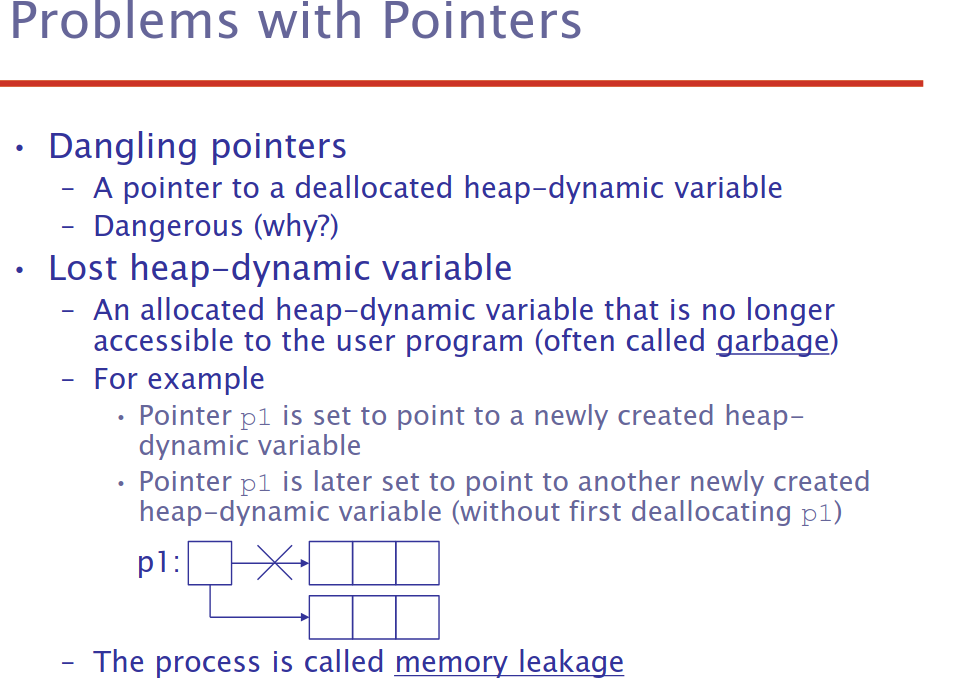 Problems with Pointers
• Dangling pointers
– A pointer to a deallocated heap-dynamic variable
– Dangerous (why?)
• Lost heap-dynamic variable
– An allocated heap-dynamic variable that is no longer
accessible to the user program (often called garbage)
– For example
• Pointer p1 is set to point to a newly created heap-
dynamic variable
• Pointer p1 is later set to point to another newly created
heap-dynamic variable (without first deallocating p1)
p1:
– The process is called memory leakage